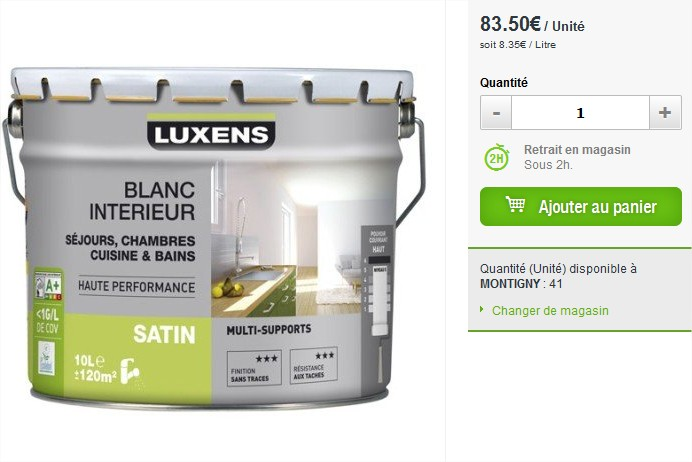 LUXENS
BLANC
INTERIEUR
SÉJOURS, CHAMBRES
CUISINE & BAINS
HAUTE PERFORMANCE
A+
<1G/L
DE COV
SATIN
10L℮
±120m²
MULTI-SUPPORTS
★★★
FINITION
SANS TRACES
★★★
RÉSISTANCE
AUX TACHES
POUVOIR
COUVRANT
HAUT
83.50€ / Unité
soit 8.35€ / Litre
Quantité
- 1 +
2H
Retrait en magasin
Sous 2h.
Ajouter au panier
Quantité (Unité) disponible à
MONTIGNY : 41
Changer de magasin